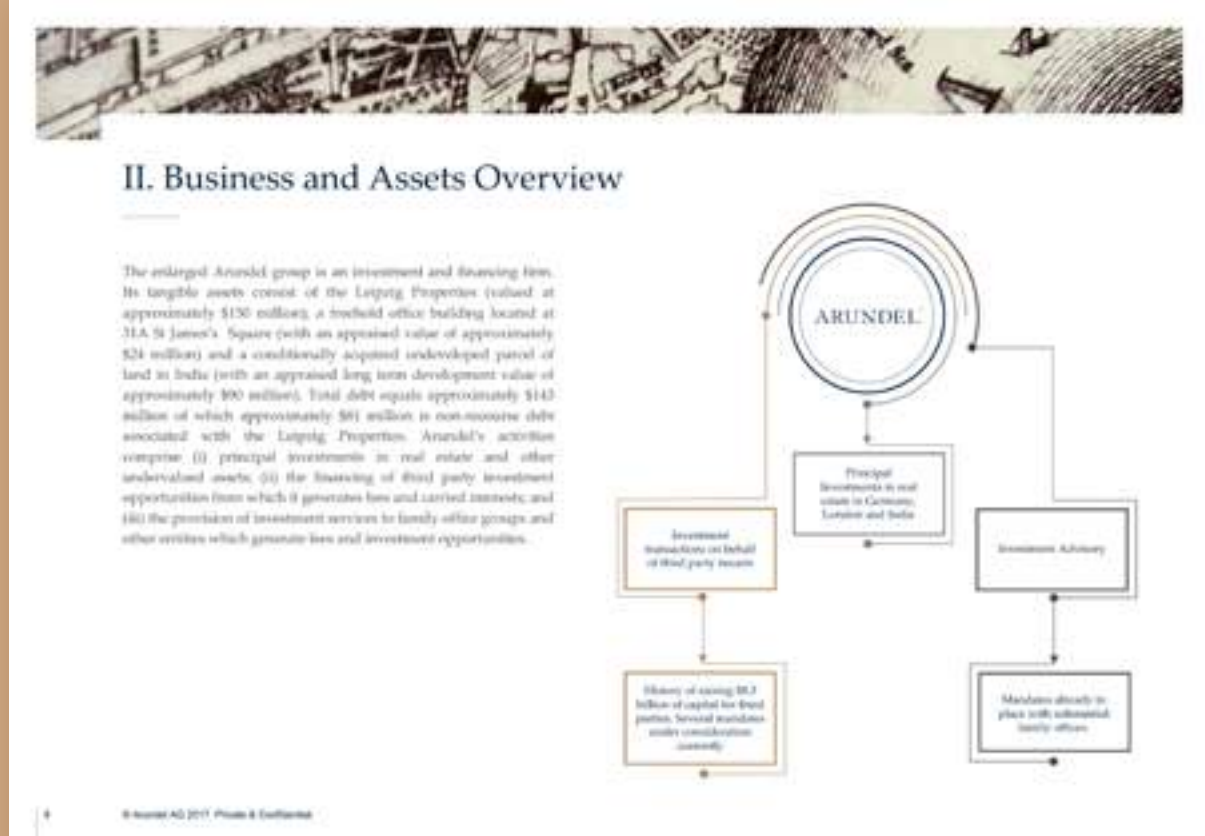 II. Business and Assets Overview
The enlarged Arundel group is an investment and financing firm.
Its tangible assets consist of the Leipzig Properties (valued at
approximately million), a freehold office building located at
31A St James's Square (with an appraised value of approximately
$24 million) and a conditionally acquired undeveloped parcel of
land in India (with an appraised long term development value of
approximately $90 million). Total debt equals approximately $143
million of which approximately million is non-recourse debt
associated with the Leipzig Properties. Arundel's activities
comprise (i) principal investments in real estate and other
undervalued assets; (ii) the financing of third party investment
opportunities from which it generates fees and carried interests; and
(iii) the provision of investment services to family office groups and
other entities which generate fees and investment opportunities.
ARUNDEL
Principal
Investments in real
estate in Germany,
London and India
Investment
transactions on behalf
of third party
Investment Advisory
History of raising
billion of capital for third
parties. Several mandates
under consideration
currently
Mandates already in
place with substantial
family offices
© Arundel AG 2017 Private & Confidential